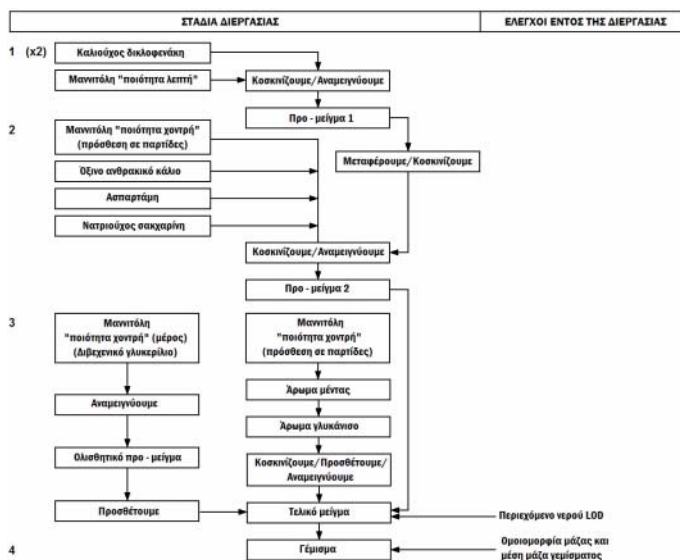 ΣΤΑΔΙΑ ΔΙΕΡΓΑΣΙΑΣ
ΕΛΕΓΧΟΙ ΕΝΤΟΣ ΤΗΣ ΔΙΕΡΓΑΣΙΑΣ
1 (x2)
Καλιούχος δικλοφενάκη
Μαννιτόλη "ποιότητα λεπτή"
Κοσκινίζουμε/Αναμειγνύουμε
Προ - μείγμα 1
2
Μαννιτόλη "ποιότητα χοντρή"
(πρόσθεση σε παρτίδες)
Μεταφέρουμε/Κοσκινίζουμε
Όξινο ανθρακικό κάλιο
Ασπαρτάμη
Νατριούχος σακχαρίνη
Κοσκινίζουμε/Αναμειγνύουμε
Προ - μείγμα 2
3
Μαννιτόλη
"ποιότητα χοντρή" (μέρος)
(Διβεχενικό γλυκερίλιο)
Μαννιτόλη
"ποιότητα χοντρή"
(πρόσθεση σε παρτίδες)
Αναμειγνύουμε
Άρωμα μέντας
Άρωμα γλυκάνισο
Ολισθητικό προ - μείγμα
Κοσκινίζουμε/Προσθέτουμε/
Αναμειγνύουμε
Προσθέτουμε
Τελικό μείγμα
Περιεχόμενο νερού LOD
4
Γέμισμα
Ομοιομορφία μάζας και
μέση μάζα γεμίσματος